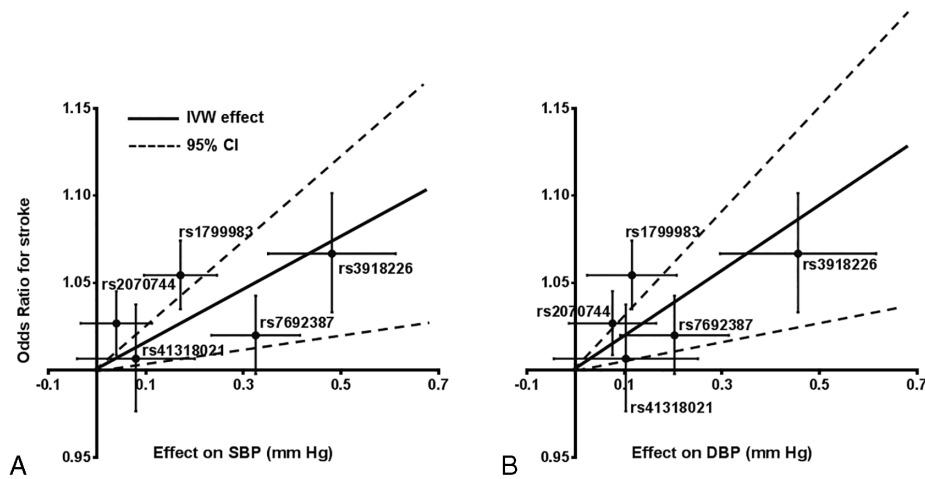 1.15
IVW effect
95% CI
1.10
rs1799983
1.05
rs3918226
rs2070744
rs7692387
rs41318021
-0.1
0.1
0.3
0.5
0.7
0.95
Odds Ratio for stroke
Effect on SBP (mm Hg)
A
1.15
1.10
rs1799983
1.05
rs3918226
rs2070744
rs7692387
-0.1
0.1
0.3
0.5
0.7
rs41318021
0.95
Effect on DBP (mm Hg)
B